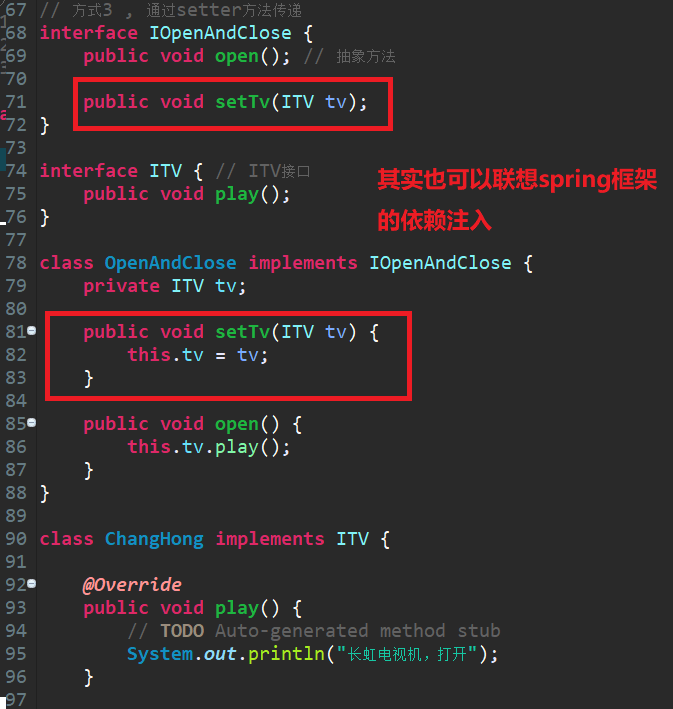 67 // 方式3 , 通过setter方法传递
68 interface IOpenAndClose {
69 public void open(); // 抽象方法
70
71 public void setTv(ITV tv);
72 }
73
74 interface ITV { // ITV接口
75 public void play();
其实也可以联想spring框架
76 }
的依赖注入
77
78 class OpenAndClose implements IOpenAndClose {
79 private ITV tv;
80
81 public void setTv(ITV tv) {
82 this.tv = tv;
83 }
84
85 public void open() {
86 this.tv.play();
87 }
88 }
89
90 class ChangHong implements ITV {
91
92 @Override
93 public void play() {
94 // TODO Auto-generated method stub
95 System.out.println("长虹电视机，打开");
96 }
97